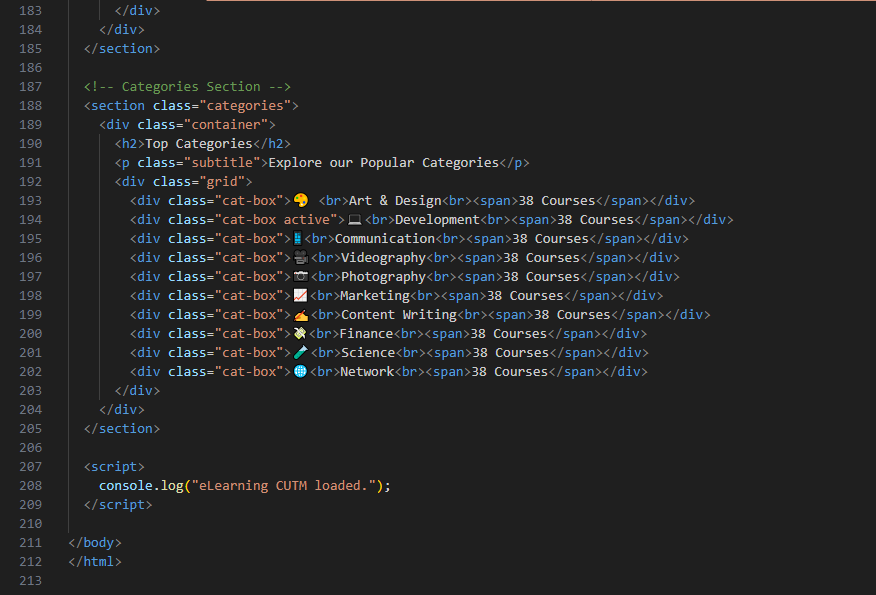 183 </div>
184 </div>
185 </section>
186
187 <!-- Categories Section -->
188 <section class="categories">
189 <div class="container">
190 <h2>Top Categories</h2>
191 <p class="subtitle">Explore our Popular Categories</p>
192 <div class="grid">
193 <div class="cat-box">🎨 <br>Art & Design<br><span>38 Courses</span></div>
194 <div class="cat-box active">💻<br>Development<br><span>38 Courses</span></div>
195 <div class="cat-box">📱<br>Communication<br><span>38 Courses</span></div>
196 <div class="cat-box">🎥<br>Videography<br><span>38 Courses</span></div>
197 <div class="cat-box">📷<br>Photography<br><span>38 Courses</span></div>
198 <div class="cat-box">📈<br>Marketing<br><span>38 Courses</span></div>
199 <div class="cat-box">✍<br>Content Writing<br><span>38 Courses</span></div>
200 <div class="cat-box">💸<br>Finance<br><span>38 Courses</span></div>
201 <div class="cat-box">🧪<br>Science<br><span>38 Courses</span></div>
202 <div class="cat-box">🌐<br>Network<br><span>38 Courses</span></div>
203 </div>
204 </div>
205 </section>
206
207 <script>
208 console.log("eLearning CUTM loaded.");
209 </script>
210
211 </body>
212 </html>
213